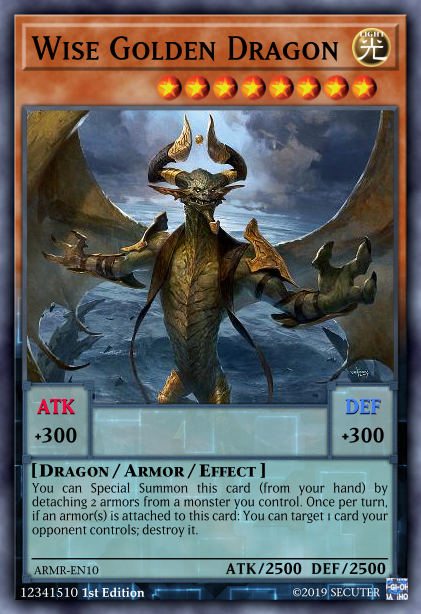 WISE GOLDEN DRAGON
LIGHT
光
ATK
+300
DEF
+300
[DRAGON / ARMOR / EFFECT ]
You can Special Summon this card (from your hand) by
detaching 2 armors from a monster you control. Once per turn,
if an armor(s) is attached to this card: You can target 1 card your
opponent controls; destroy it.
ARMR-EN10
ATK/2500 DEF/2500
12341510 1st Edition
©2019 SECUTER